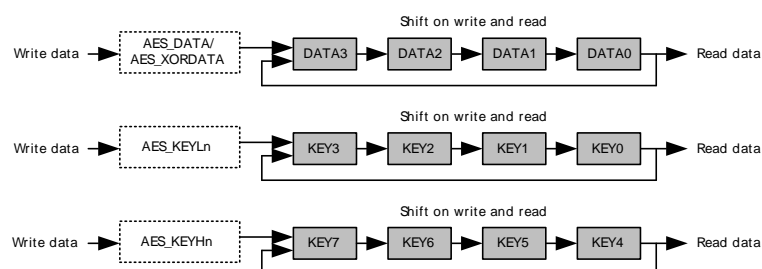 Shift on write and read
Write data
AES_DATA/
AES_XORDATA
DATA3
DATA2
DATA1
DATA0
Read data
Shift on write and read
Write data
AES_KEYLn
KEY3
KEY2
KEY1
KEY0
Read data
Shift on write and read
Write data
AES_KEYHn
KEY7
KEY6
KEY5
KEY4
Read data